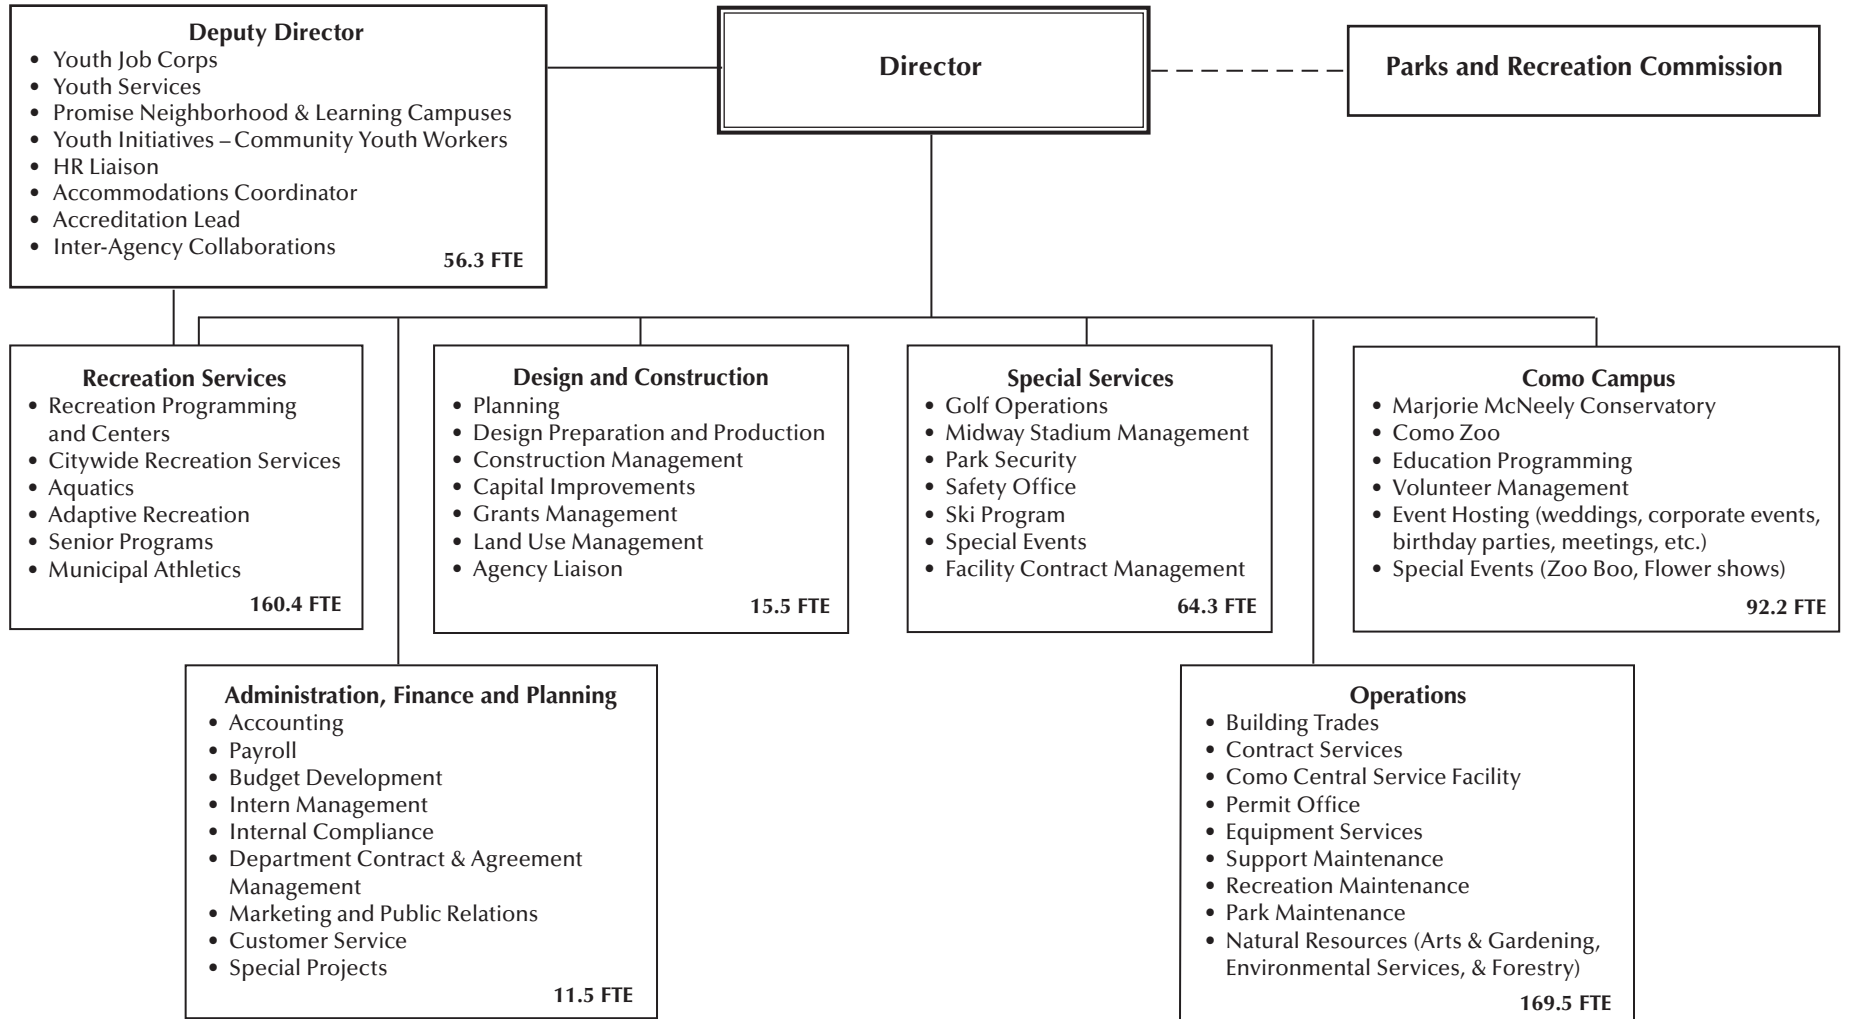 Deputy Director
• Youth Job Corps
• Youth Services
• Promise Neighborhood & Learning Campuses
• Youth Initiatives – Community Youth Workers
• HR Liaison
• Accommodations Coordinator
• Accreditation Lead
• Inter-Agency Collaborations
56.3 FTE
Director
Parks and Recreation Commission
Recreation Services
• Recreation Programming
and Centers
• Citywide Recreation Services
• Aquatics
• Adaptive Recreation
• Senior Programs
• Municipal Athletics
160.4 FTE
Design and Construction
• Planning
• Design Preparation and Production
• Construction Management
• Capital Improvements
• Grants Management
• Land Use Management
• Agency Liaison
15.5 FTE
Special Services
• Golf Operations
• Midway Stadium Management
• Park Security
• Safety Office
• Ski Program
• Special Events
• Facility Contract Management
64.3 FTE
Como Campus
• Marjorie McNeely Conservatory
• Como Zoo
• Education Programming
• Volunteer Management
• Event Hosting (weddings, corporate events,
birthday parties, meetings, etc.)
• Special Events (Zoo Boo, Flower shows)
92.2 FTE
Administration, Finance and Planning
• Accounting
• Payroll
• Budget Development
• Intern Management
• Internal Compliance
• Department Contract & Agreement
Management
• Marketing and Public Relations
• Customer Service
• Special Projects
11.5 FTE
Operations
• Building Trades
• Contract Services
• Como Central Service Facility
• Permit Office
• Equipment Services
• Support Maintenance
• Recreation Maintenance
• Park Maintenance
• Natural Resources (Arts & Gardening,
Environmental Services, & Forestry)
169.5 FTE